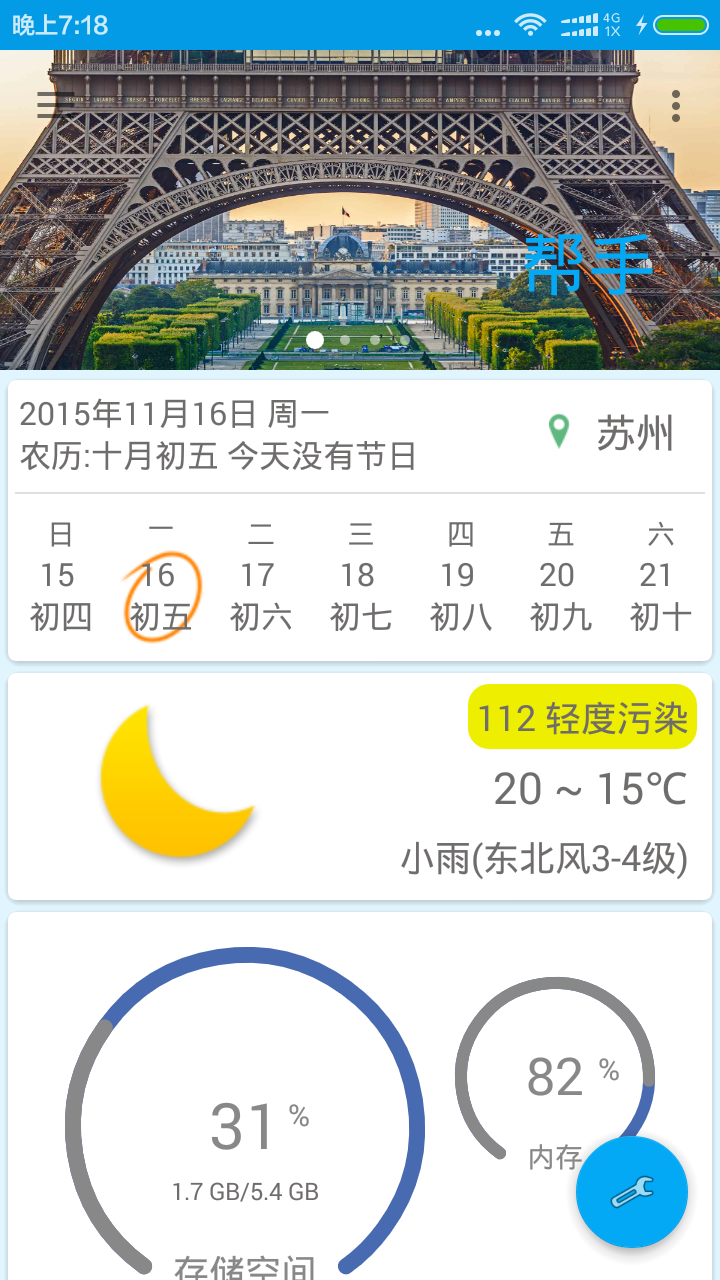 晚上7:18
4G
1X
帮手
2015年11月16日 周一
农历:十月初五 今天没有节日
苏州
日 一 二 三 四 五 六
15 16 17 18 19 20 21
初四 初五 初六 初七 初八 初九 初十
112 轻度污染
20 ~ 15℃
小雨(东北风3-4级)
31 %
1.7 GB/5.4 GB
存储空间
82 %
内存